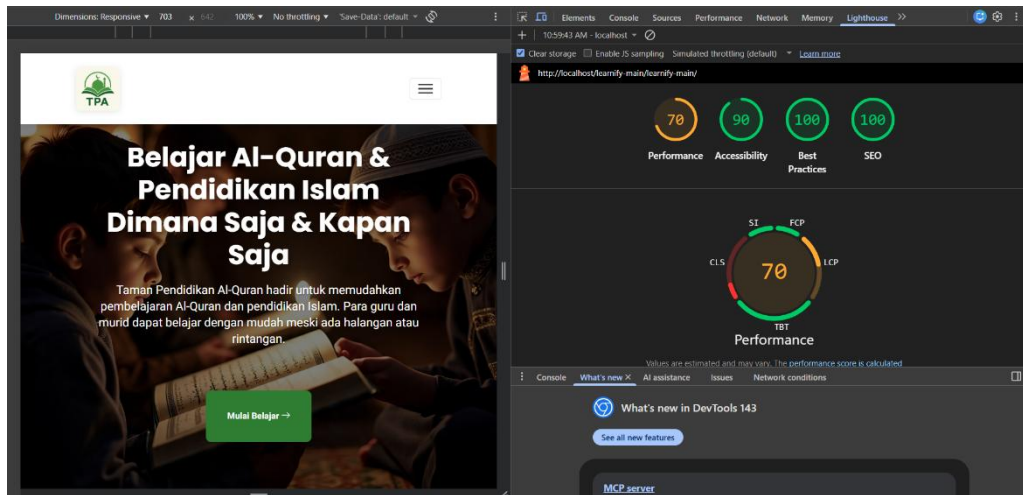 Dimensions: Responsive ▼ 703 × 642 100% ▼ No throttling ▼ 'Save-Data': default ▼
TPA
Belajar Al-Quran &
Pendidikan Islam
Dimana Saja & Kapan
Saja
Taman Pendidikan Al-Quran hadir untuk memudahkan
pembelajaran Al-Quran dan pendidikan Islam. Para guru dan
murid dapat belajar dengan mudah meski ada halangan atau
rintangan.
Mulai Belajar →
Elements Console Sources Performance Network Memory Lighthouse
10:59:43 AM - localhost
Clear storage Enable JS sampling Simulated throttling (default) Learn more
http://localhost/learnify-main/learnify-main/
70 90 100 100
Performance Accessibility Best
Practices SEO
SI FCP
CLS LCP
70
TBT
Performance
Values are estimated and may vary. The performance score is calculated
Console What's new × AI assistance Issues Network conditions
What's new in DevTools 143
See all new features
MCP server